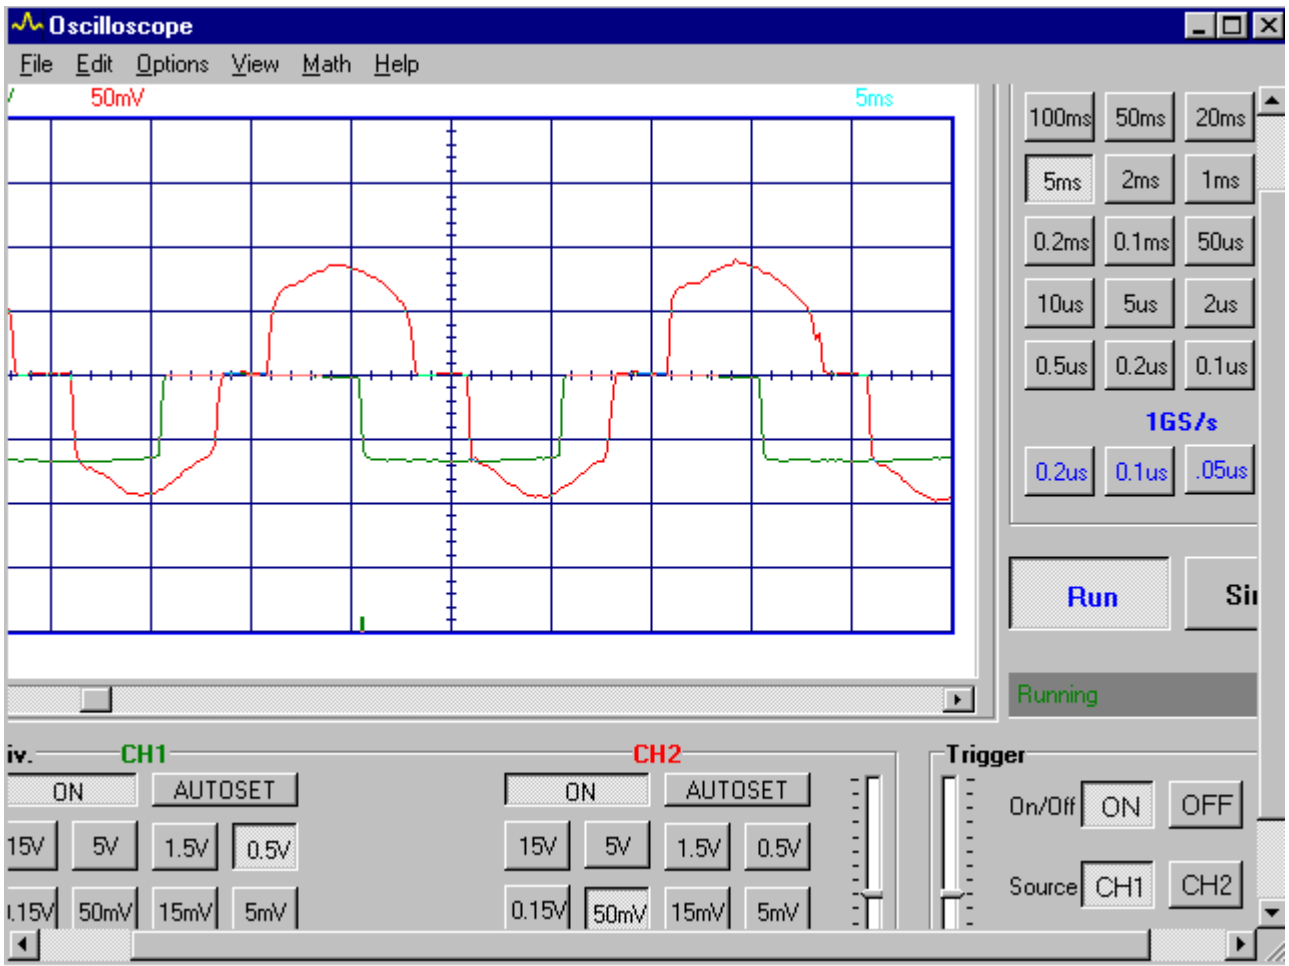 Oscilloscope
File Edit Options View Math Help
50mV 5ms
100ms 50ms 20ms
5ms 2ms 1ms
0.2ms 0.1ms 50us
10us 5us 2us
0.5us 0.2us 0.1us
1GS/s
0.2us 0.1us .05us
Run Sin
Running
iv. CH1 CH2 Trigger
ON AUTOSET ON AUTOSET
On/Off ON OFF
15V 5V 1.5V 0.5V 15V 5V 1.5V 0.5V
Source CH1 CH2
0.15V 50mV 15mV 5mV 0.15V 50mV 15mV 5mV